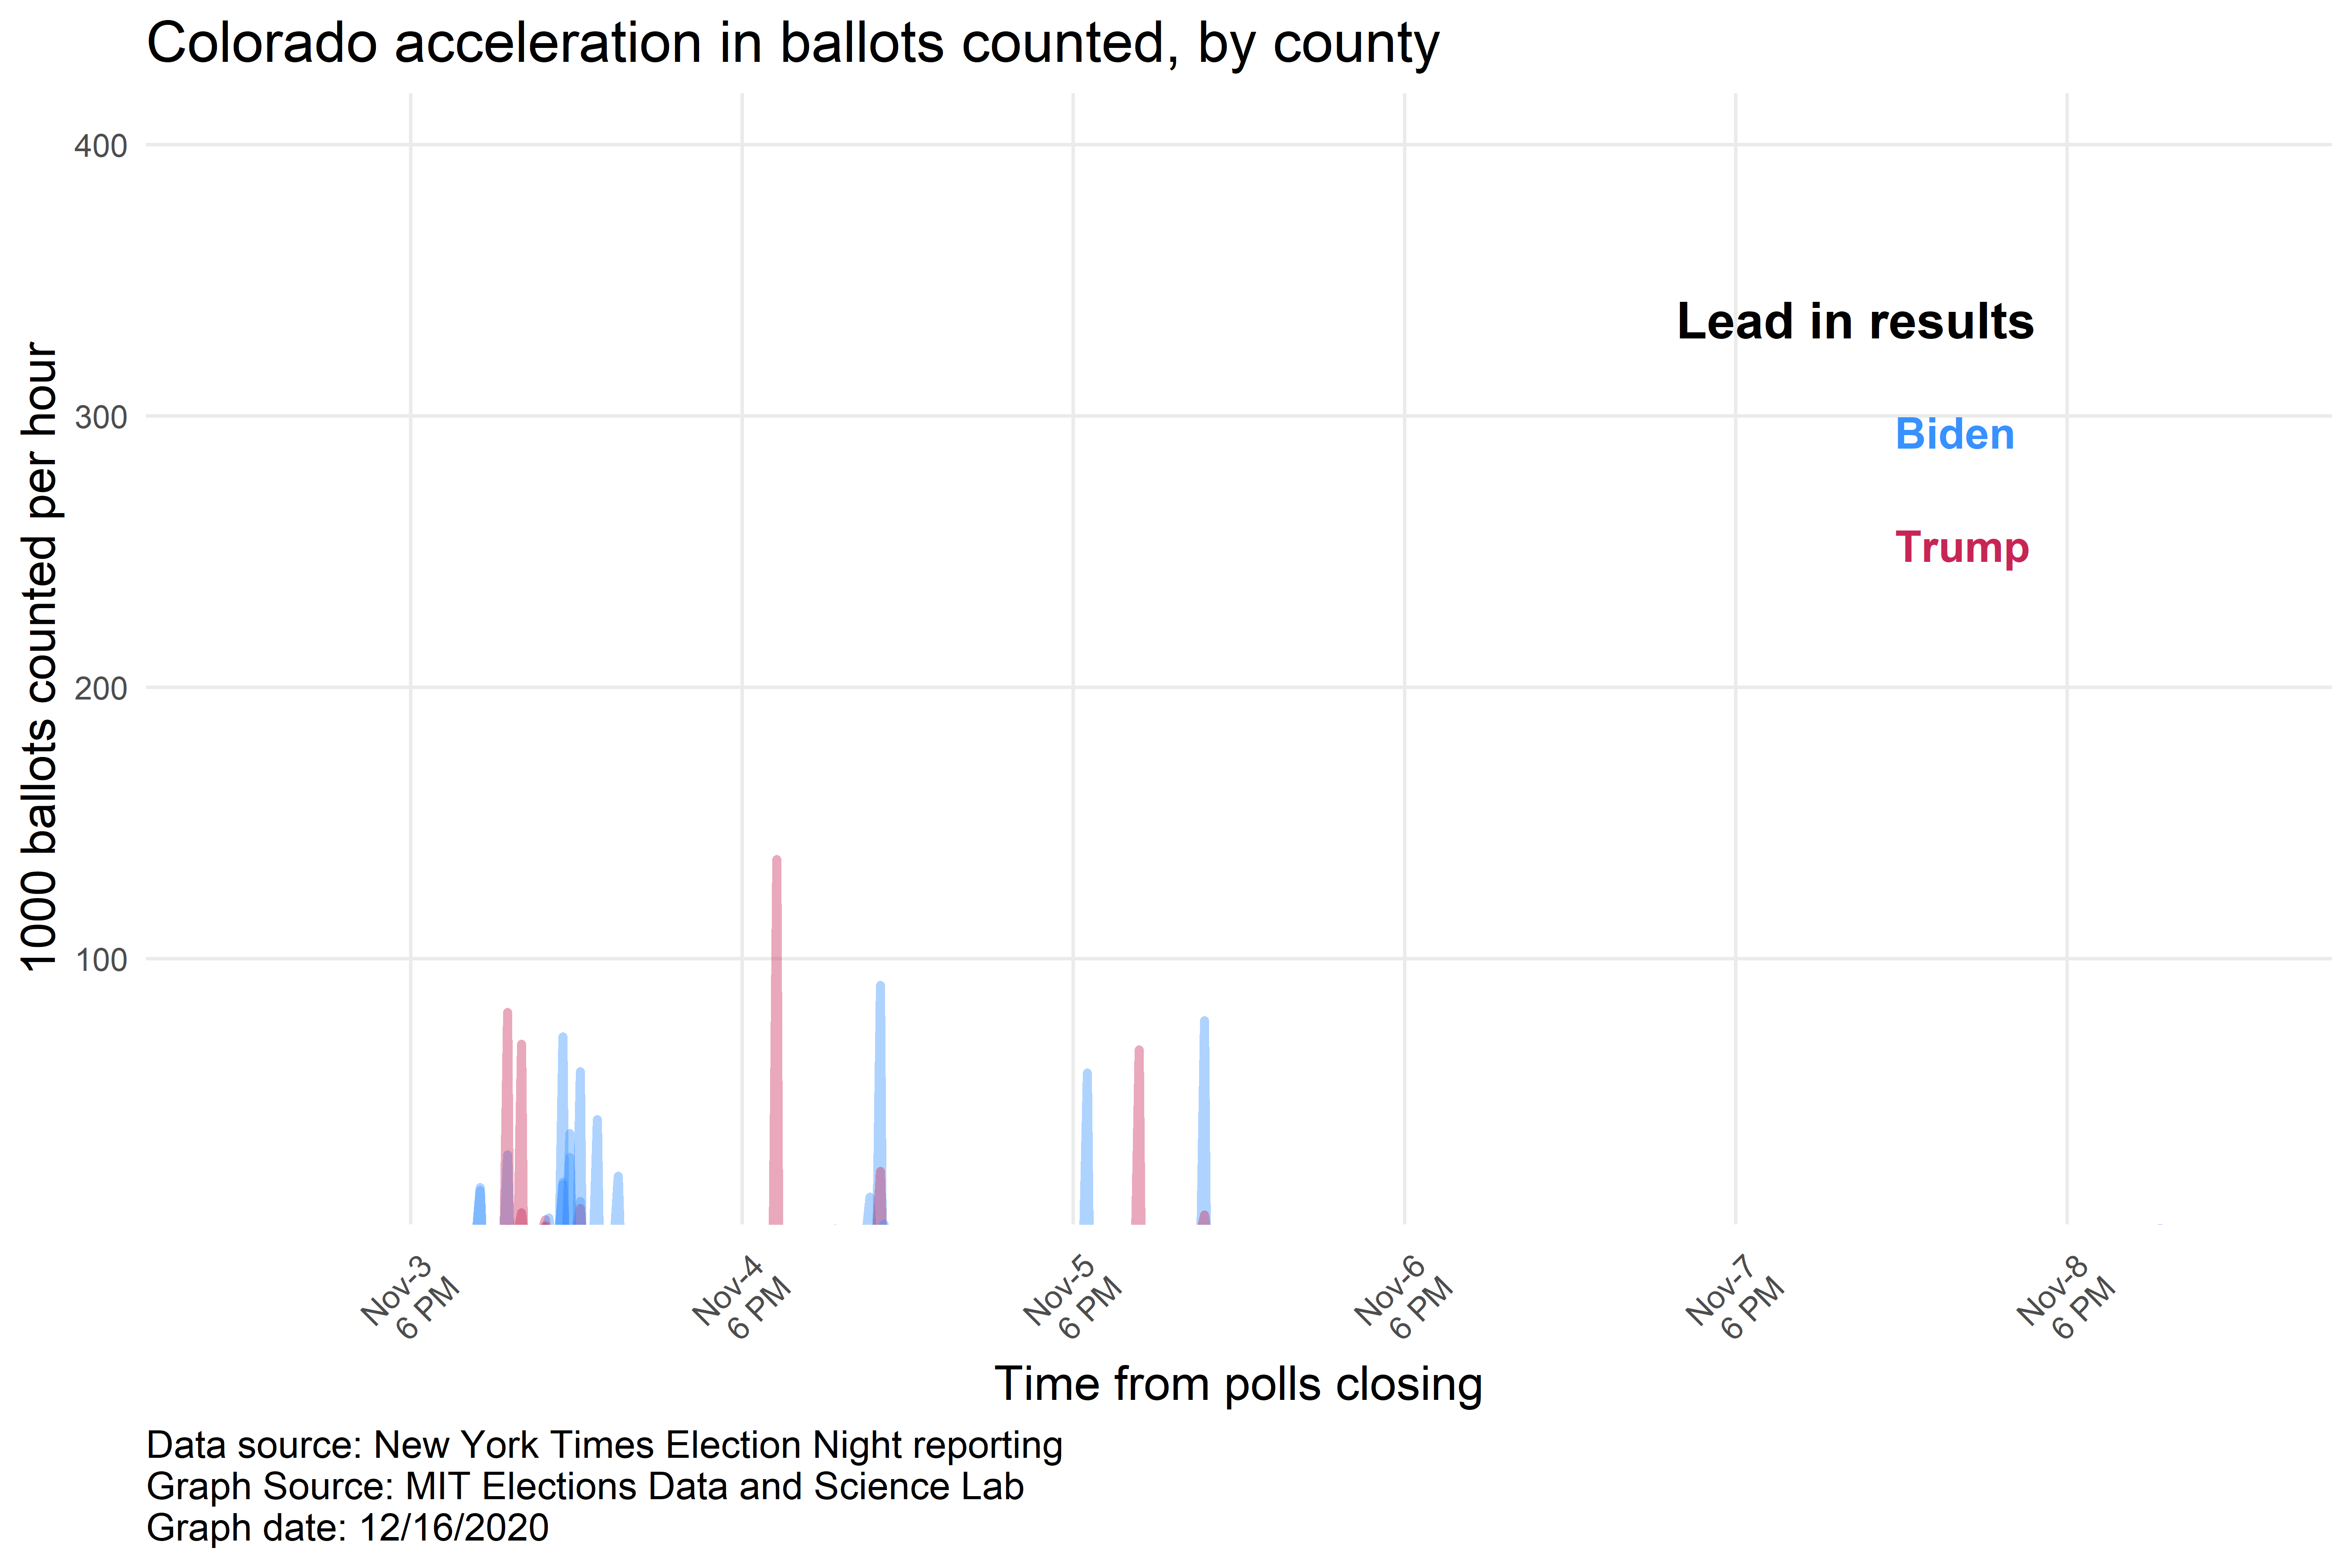 Colorado acceleration in ballots counted, by county
400
300
200
100
1000 ballots counted per hour
Lead in results
Biden
Trump
Nov-3
6 PM
Nov-4
6 PM
Nov-5
6 PM
Nov-6
6 PM
Nov-7
6 PM
Nov-8
6 PM
Time from polls closing
Data source: New York Times Election Night reporting
Graph Source: MIT Elections Data and Science Lab
Graph date: 12/16/2020